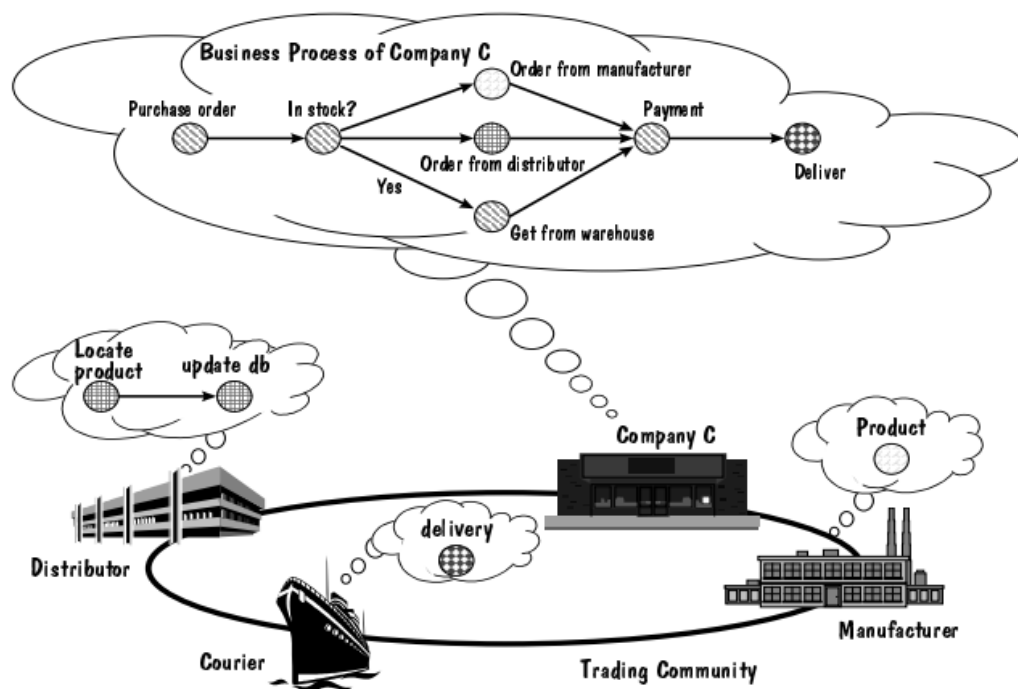 Business Process of Company C
Order from manufacturer
Purchase order
In stock?
Payment
Order from distributor
Deliver
Yes
Get from warehouse
Locate
product
update db
Company C
Product
delivery
Distributor
Manufacturer
Courier
Trading Community